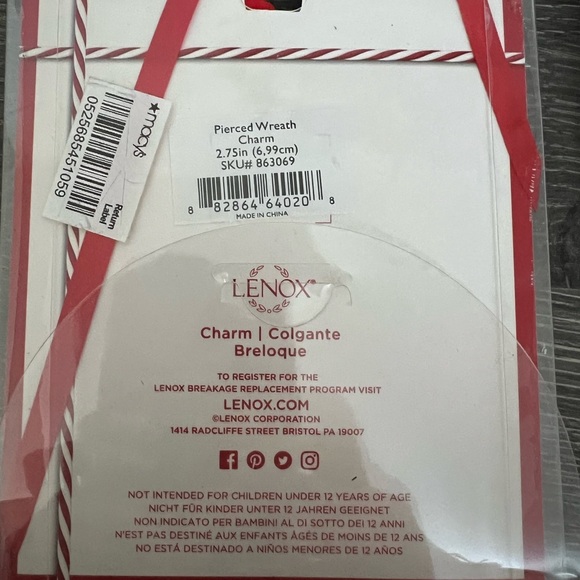 ★macy's
0525685451059
Return
Label
Pierced Wreath
Charm
2.75in (6,99cm)
SKU# 863069
8 82864 64020 8
MADE IN CHINA
LENOX®
Charm | Colgante
Breloque
TO REGISTER FOR THE
LENOX BREAKAGE REPLACEMENT PROGRAM VISIT
LENOX.COM
©LENOX CORPORATION
1414 RADCLIFFE STREET BRISTOL PA 19007
NOT INTENDED FOR CHILDREN UNDER 12 YEARS OF AGE
NICHT FÜR KINDER UNTER 12 JAHREN GEEIGNET
NON INDICATO PER BAMBINI AL DI SOTTO DEI 12 ANNI
N'EST PAS DESTINÉ AUX ENFANTS ÂGÉS DE MOINS DE 12 ANS
NO ESTÁ DESTINADO A NIÑOS MENORES DE 12 AÑOS